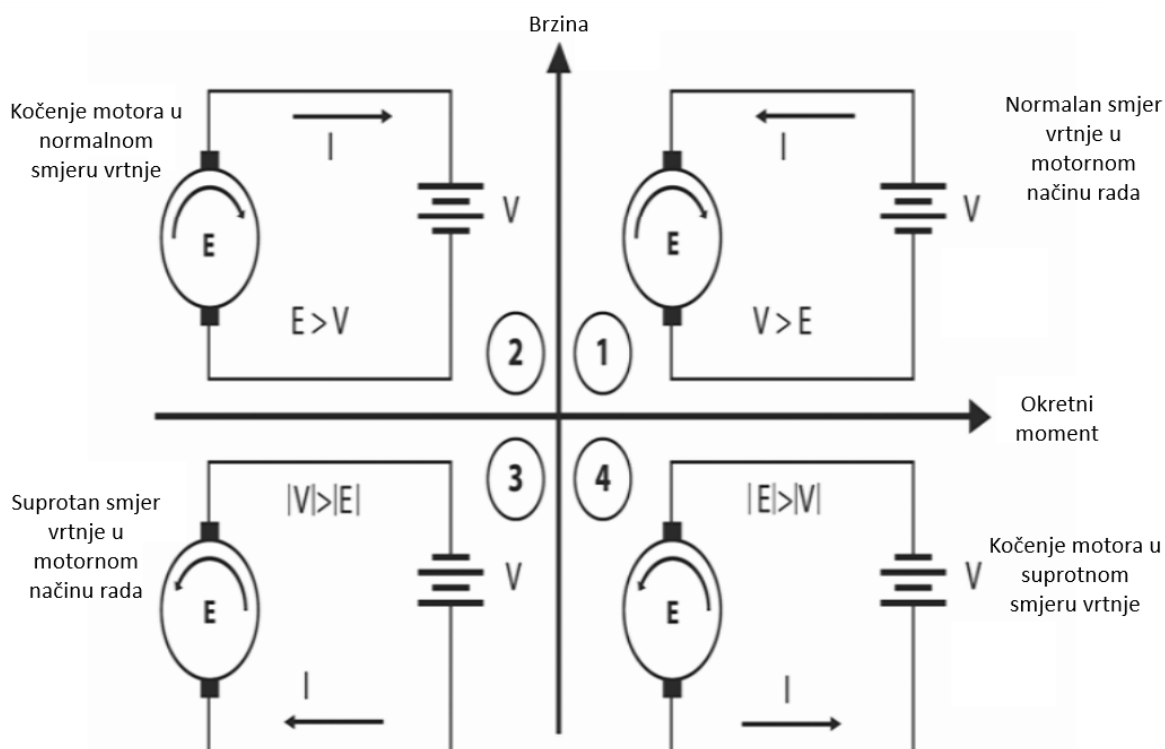 Brzina
Kočenje motora u
normalnom
smjeru vrtnje
I
V
E
E > V
2
Normalan smjer
vrtnje u
motornom
načinu rada
I
V
E
V > E
1
Okretni
moment
3
|V|>|E|
Suprotan smjer
vrtnje u
motornom
načinu rada
V
E
I
4
|E|>|V|
Kočenje motora u
suprotnom
smjeru vrtnje
V
E
I